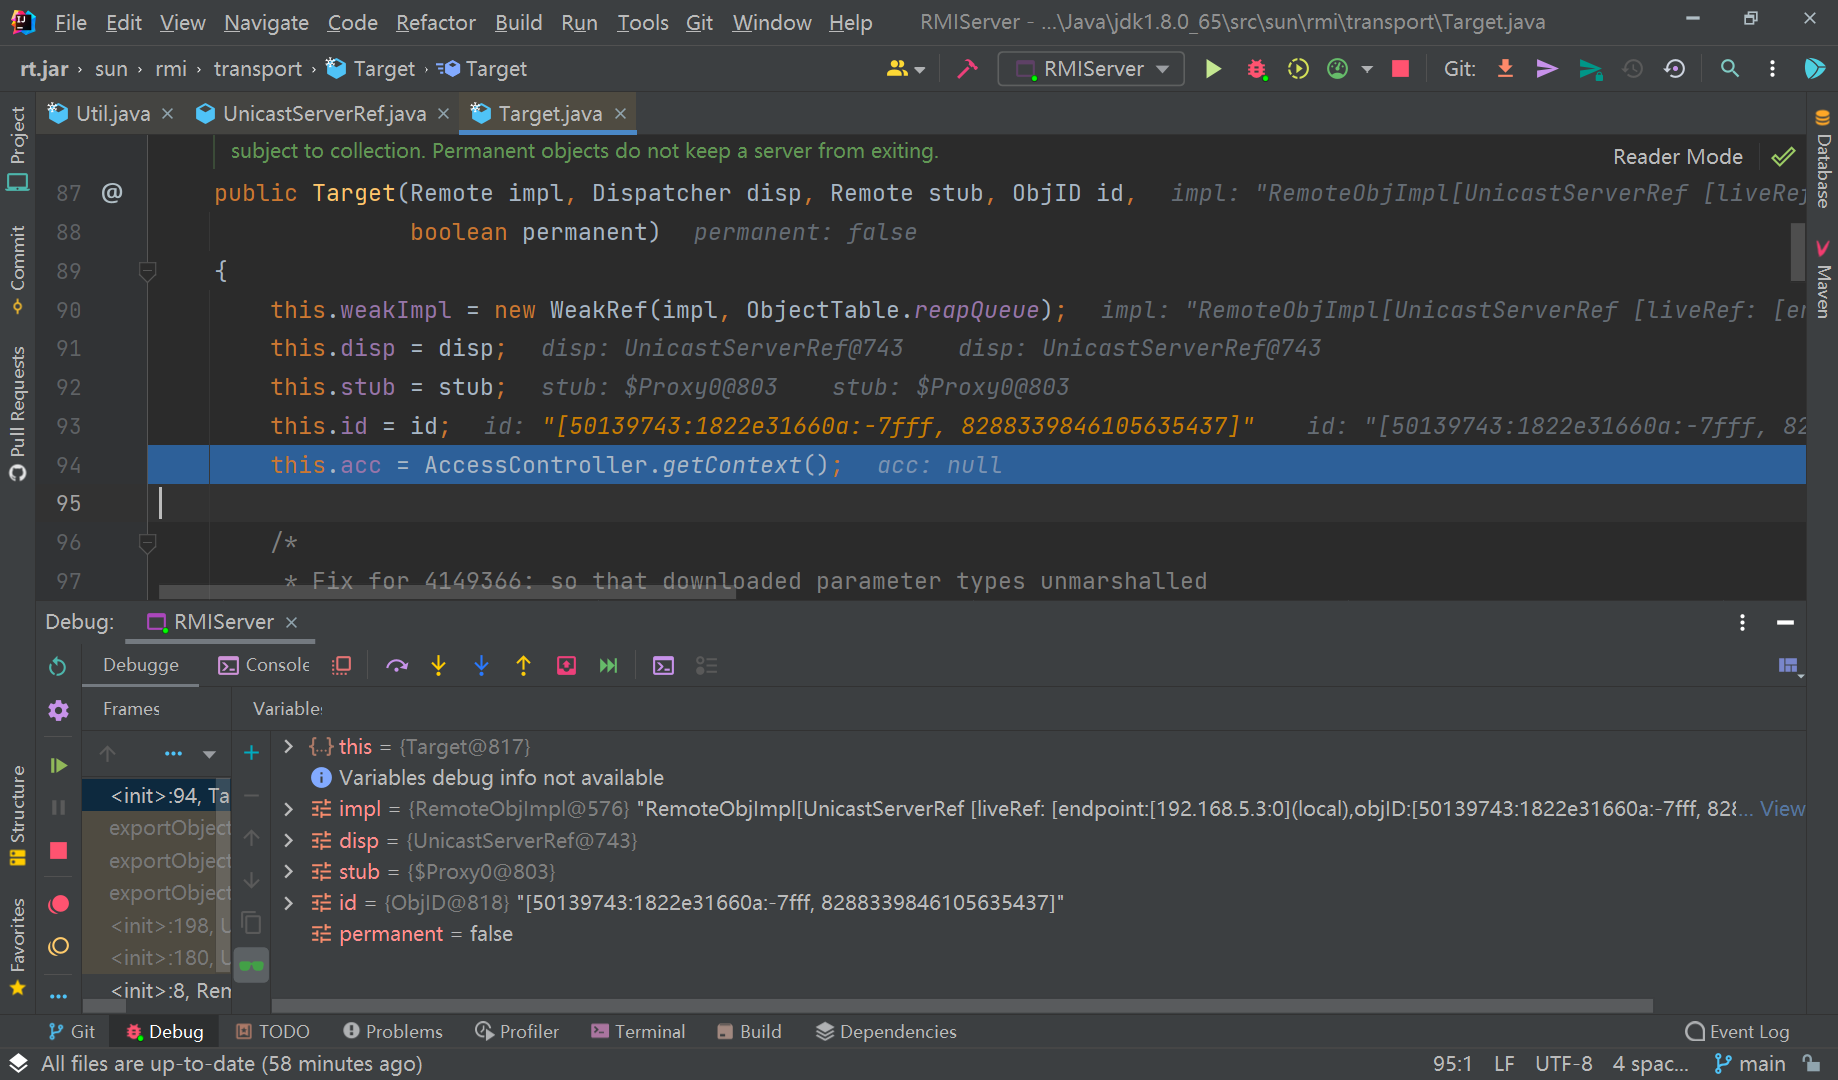 File Edit View Navigate Code Refactor Build Run Tools Git Window Help RMIServer - ...\Java\jdk1.8.0_65\src\sun\rmi\transport\Target.java
rt.jar › sun › rmi › transport › Target › Target RMIServer Git:
Util.java UnicastServerRef.java Target.java
Project
Commit
Pull Requests
Structure
Favorites
Database
Maven
subject to collection. Permanent objects do not keep a server from exiting.
Reader Mode
87 @ public Target(Remote impl, Dispatcher disp, Remote stub, ObjID id, impl: "RemoteObjImpl[UnicastServerRef [liveRef
88 boolean permanent) permanent: false
89 {
90 this.weakImpl = new WeakRef(impl, ObjectTable.reapQueue); impl: "RemoteObjImpl[UnicastServerRef [liveRef: [en
91 this.disp = disp; disp: UnicastServerRef@743 disp: UnicastServerRef@743
92 this.stub = stub; stub: $Proxy0@803 stub: $Proxy0@803
93 this.id = id; id: "[50139743:1822e31660a:-7fff, 8288339846105635437]" id: "[50139743:1822e31660a:-7fff, 82
94 this.acc = AccessController.getContext(); acc: null
95
96 /*
97 * Fix for 4149366: so that downloaded parameter types unmarshalled
Debug: RMIServer
Debugge Console
Frames Variable
<init>:94, Ta
exportObject
exportObject
exportObject
<init>:198, U
<init>:180, U
<init>:8, Rem
this = {Target@817}
Variables debug info not available
impl = {RemoteObjImpl@576} "RemoteObjImpl[UnicastServerRef [liveRef: [endpoint:[192.168.5.3:0](local),objID:[50139743:1822e31660a:-7fff, 828... View
disp = {UnicastServerRef@743}
stub = {$Proxy0@803}
id = {ObjID@818} "[50139743:1822e31660a:-7fff, 8288339846105635437]"
permanent = false
Git Debug TODO Problems Profiler Terminal Build Dependencies Event Log
All files are up-to-date (58 minutes ago) 95:1 LF UTF-8 4 spac... main